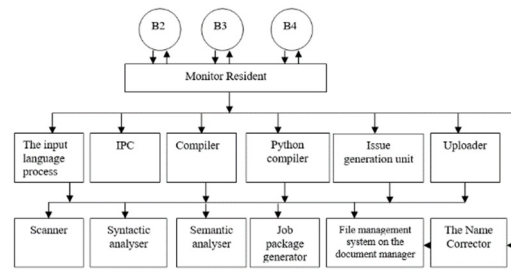 B2 B3 B4
Monitor Resident
The input
language
process
IPC
Compiler
Python
compiler
Issue
generation unit
Uploader
Scanner
Syntactic
analyser
Semantic
analyser
Job
package
generator
File management
system on the
document manager
The Name
Corrector